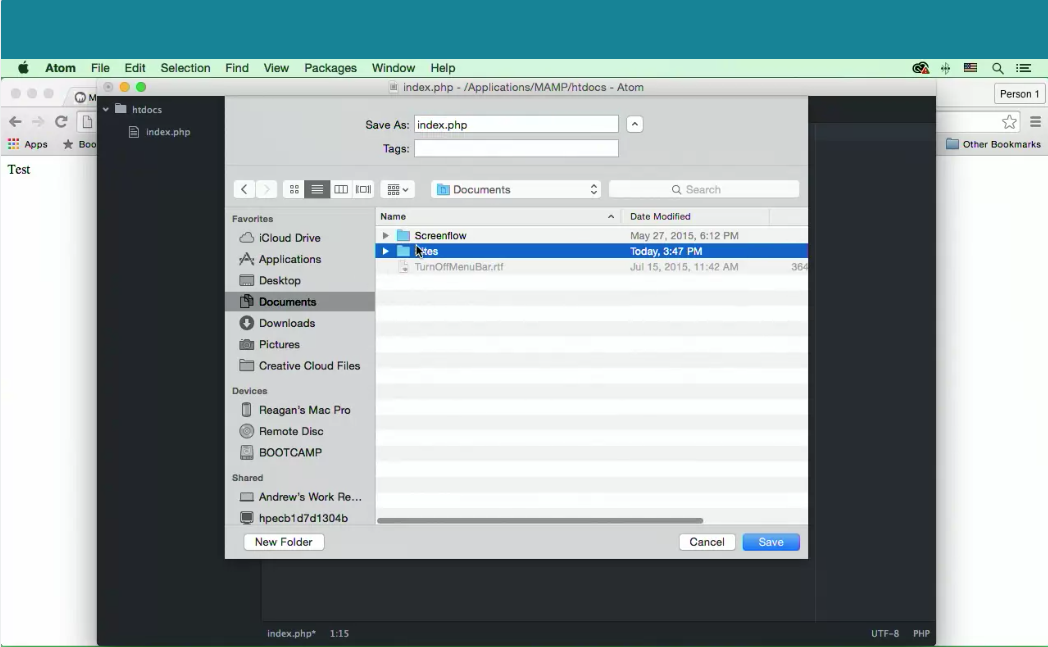 Atom File Edit Selection Find View Packages Window Help
index.php - /Applications/MAMP/htdocs - Atom
Person 1
Apps
Other Bookmarks
Test
htdocs
index.php
Save As: index.php
Tags:
Documents
Search
Favorites
iCloud Drive
Applications
Desktop
Documents
Downloads
Pictures
Creative Cloud Files
Devices
Reagan's Mac Pro
Remote Disc
BOOTCAMP
Shared
Andrew's Work Re...
hpecb1d7d1304b
Name Date Modified
Screenflow May 27, 2015, 6:12 PM
Today, 3:47 PM
TurnOffMenuBar.rtf Jul 15, 2015, 11:42 AM 364
New Folder Cancel Save
index.php* 1:15 UTF-8 PHP